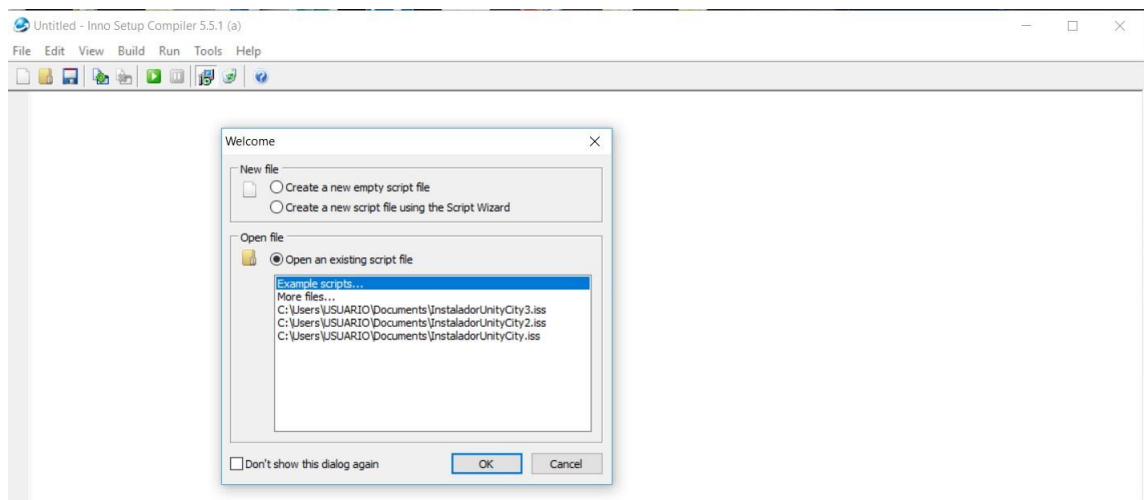 Untitled - Inno Setup Compiler 5.5.1 (a)
File Edit View Build Run Tools Help
Welcome
New file
Create a new empty script file
Create a new script file using the Script Wizard
Open file
Open an existing script file
Example scripts...
More files...
C:\Users\USUARIO\Documents\InstaladorUnityCity3.iss
C:\Users\USUARIO\Documents\InstaladorUnityCity2.iss
C:\Users\USUARIO\Documents\InstaladorUnityCity.iss
Don't show this dialog again OK Cancel